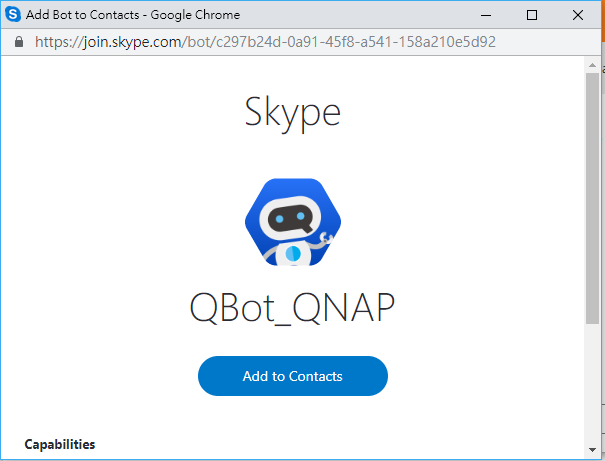 Add Bot to Contacts - Google Chrome
https://join.skype.com/bot/c297b24d-0a91-45f8-a541-158a210e5d92
Skype
QBot_QNAP
Add to Contacts
Capabilities